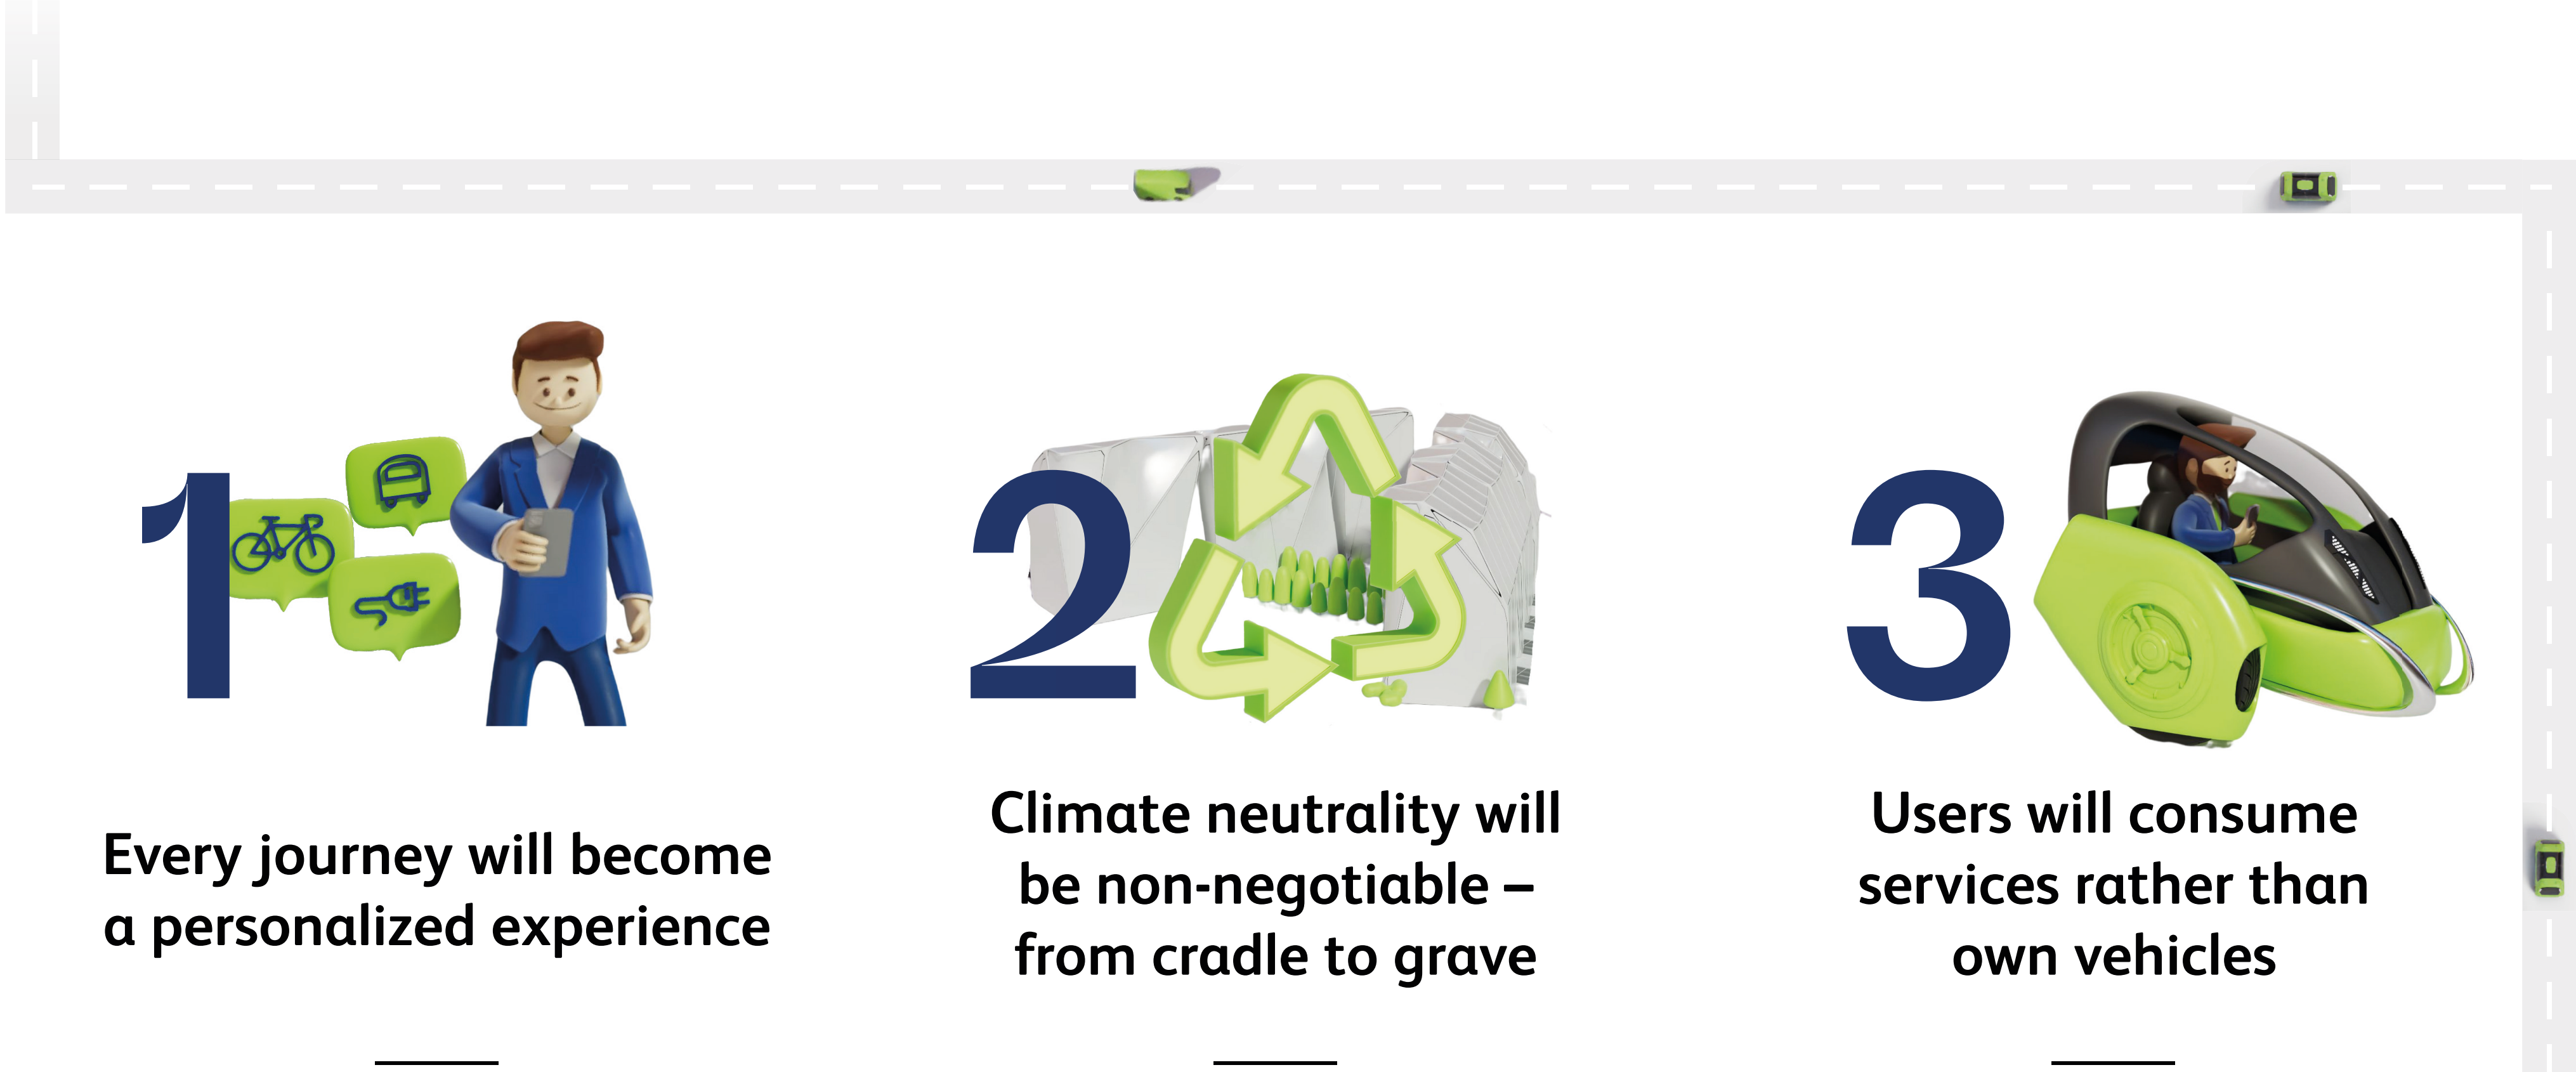 1
Every journey will become
a personalized experience
2
Climate neutrality will
be non-negotiable –
from cradle to grave
3
Users will consume
services rather than
own vehicles